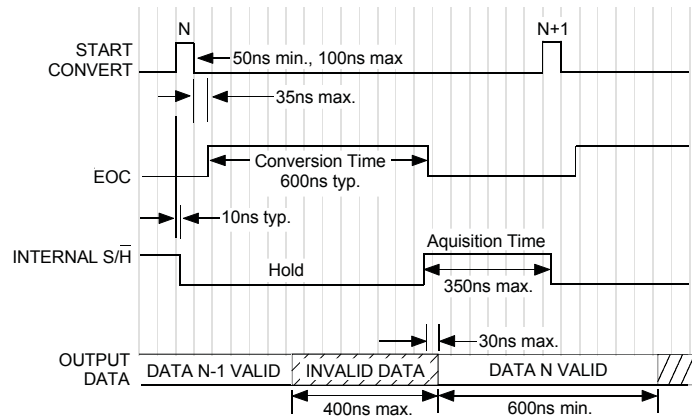 N
N+1
START
CONVERT
50ns min., 100ns max
35ns max.
EOC
Conversion Time
600ns typ.
10ns typ.
INTERNAL S/H̅
Hold
Aquisition Time
350ns max.
30ns max.
OUTPUT
DATA
DATA N-1 VALID
INVALID DATA
DATA N VALID
400ns max.
600ns min.